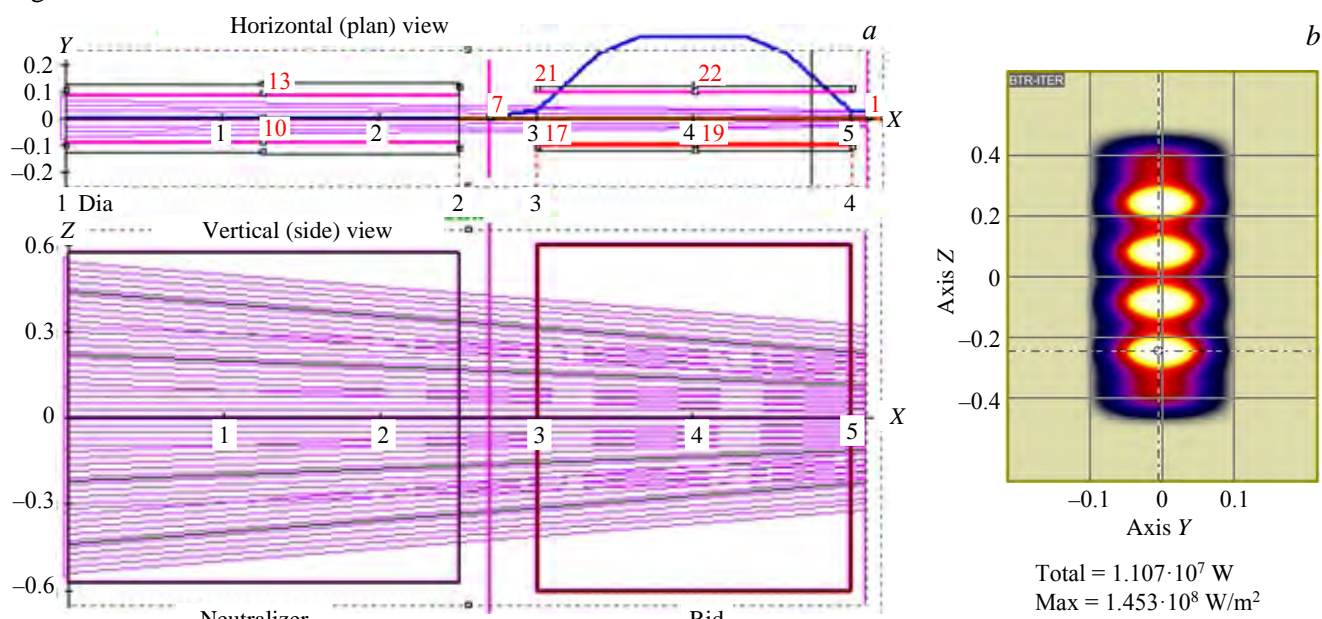 Horizontal (plan) view
a
Y
0.2
0.1
0
–0.1
–0.2
13
10
7
21
22
17
19
1
1
2
3
4
5
X
1 Dia
2
3
4
Z
Vertical (side) view
0.6
0.3
0
–0.3
–0.6
1
2
3
4
5
X
Neutralizer
Rid
b
BTR-ITER
Axis Z
0.4
0.2
0
–0.2
–0.4
–0.1
0
0.1
Axis Y
Total = 1.107·10⁷ W
Max = 1.453·10⁸ W/m²